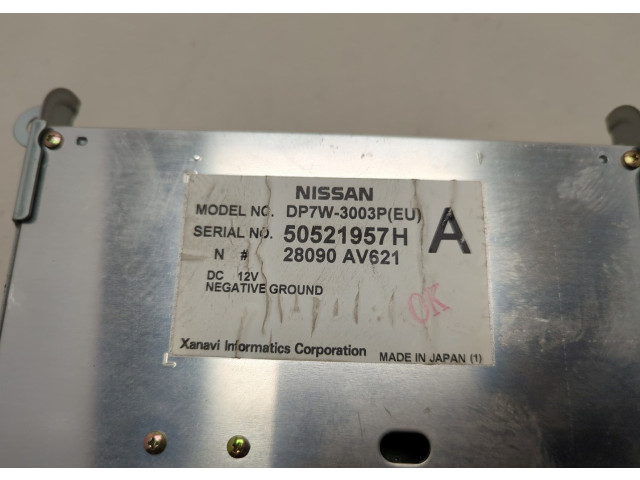 NISSAN
MODEL NO. DP7W-3003P(EU)
SERIAL NO. 50521957H A
N # 28090 AV621
DC 12V
NEGATIVE GROUND
OK
Xanavi Informatics Corporation MADE IN JAPAN (1)